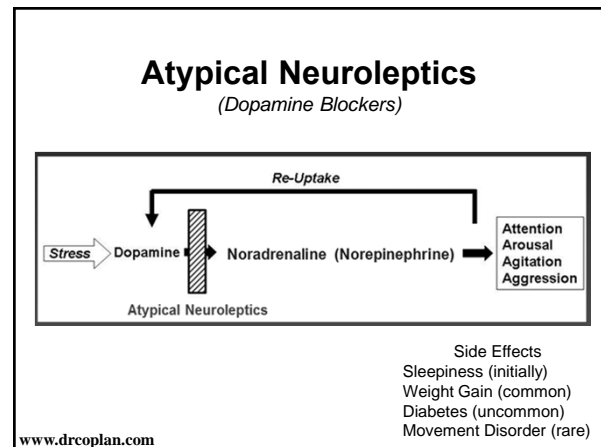 Atypical Neuroleptics
(Dopamine Blockers)
Re-Uptake
Stress
Dopamine
Noradrenaline (Norepinephrine)
Attention
Arousal
Agitation
Aggression
Atypical Neuroleptics
Side Effects
Sleepiness (initially)
Weight Gain (common)
Diabetes (uncommon)
Movement Disorder (rare)
www.drcoplan.com